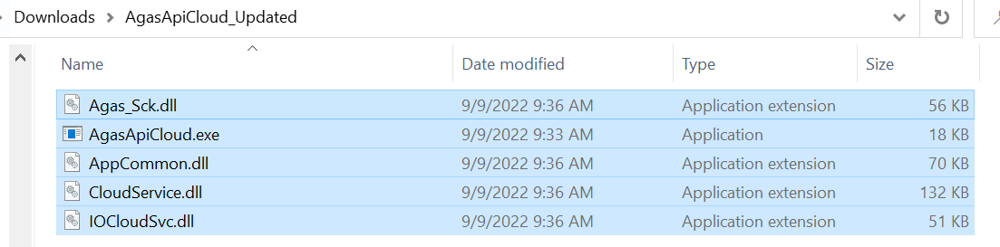 Downloads > AgasApiCloud_Updated
Name Date modified Type Size
Agas_Sck.dll 9/9/2022 9:36 AM Application extension 56 KB
AgasApiCloud.exe 9/9/2022 9:33 AM Application 18 KB
AppCommon.dll 9/9/2022 9:36 AM Application extension 70 KB
CloudService.dll 9/9/2022 9:36 AM Application extension 132 KB
IOCloudSvc.dll 9/9/2022 9:36 AM Application extension 51 KB